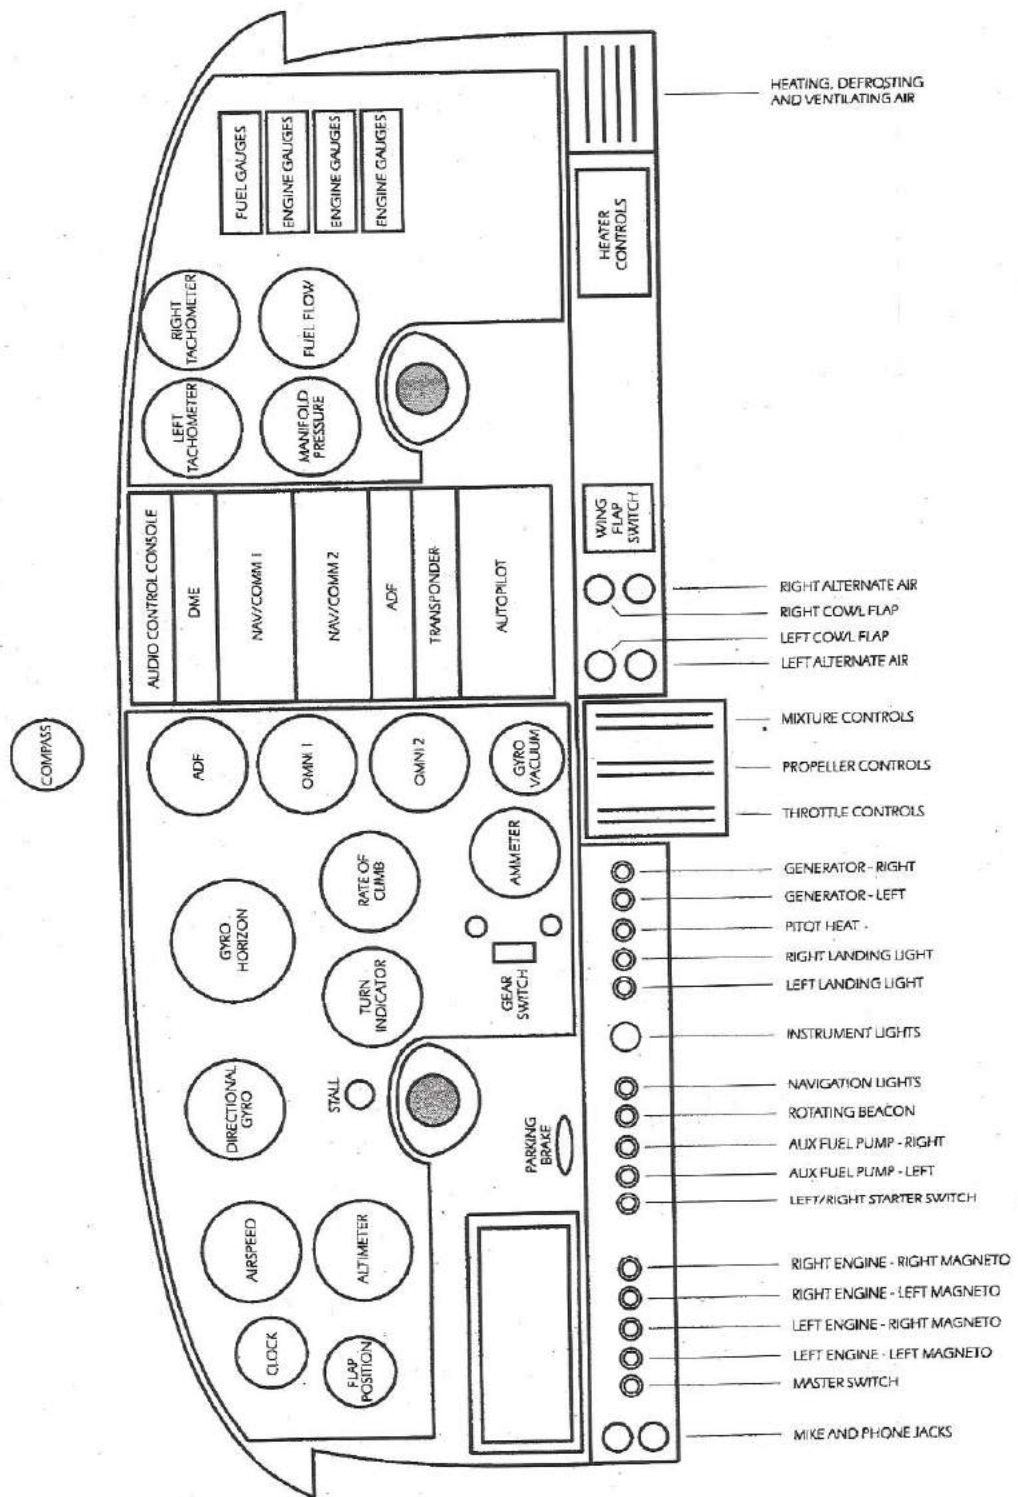 COMPASS
HEATING, DEFROSTING
AND VENTILATING AIR
FUEL GAUGES
ENGINE GAUGES
ENGINE GAUGES
ENGINE GAUGES
HEATER
CONTROLS
RIGHT
TACHOMETER
FUEL FLOW
LEFT
TACHOMETER
MANIFOLD
PRESSURE
AUDIO CONTROL CONSOLE
DME
NAV/COMM 1
NAV/COMM 2
ADF
TRANSPONDER
AUTOPILOT
WING
FLAP
SWITCH
RIGHT ALTERNATE AIR
RIGHT COWL FLAP
LEFT COWL FLAP
LEFT ALTERNATE AIR
ADF
OMNI 1
OMNI 2
GYRO
VACUUM
MIXTURE CONTROLS
PROPELLER CONTROLS
THROTTLE CONTROLS
GYRO
HORIZON
RATE OF
CLIMB
AMMETER
TURN
INDICATOR
GEAR
SWITCH
GENERATOR - RIGHT
GENERATOR - LEFT
PITOT HEAT -
RIGHT LANDING LIGHT
LEFT LANDING LIGHT
INSTRUMENT LIGHTS
DIRECTIONAL
GYRO
STALL
PARKING
BRAKE
NAVIGATION LIGHTS
ROTATING BEACON
AUX FUEL PUMP - RIGHT
AUX FUEL PUMP - LEFT
LEFT/RIGHT STARTER SWITCH
AIRSPEED
ALTIMETER
CLOCK
FLAP
POSITION
RIGHT ENGINE - RIGHT MAGNETO
RIGHT ENGINE - LEFT MAGNETO
LEFT ENGINE - RIGHT MAGNETO
LEFT ENGINE - LEFT MAGNETO
MASTER SWITCH
MIKE AND PHONE JACKS